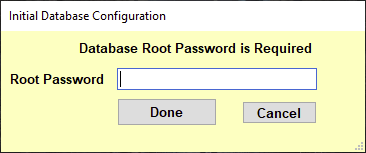 Initial Database Configuration
Database Root Password is Required
Root Password
Done Cancel